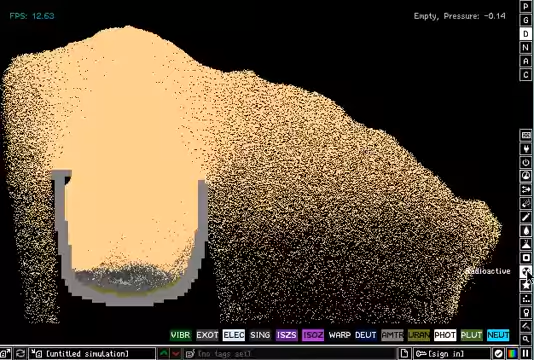 FPS: 12.63
Empty, Pressure: -0.14
P
G
D
N
A
C
Radioactive
VIBR EXOT ELEC SING ISZS ISOZ WARP DEUT AMTR URAN PHOT PLUT NEUT
[untitled simulation]
[no tags set]
[sign in]